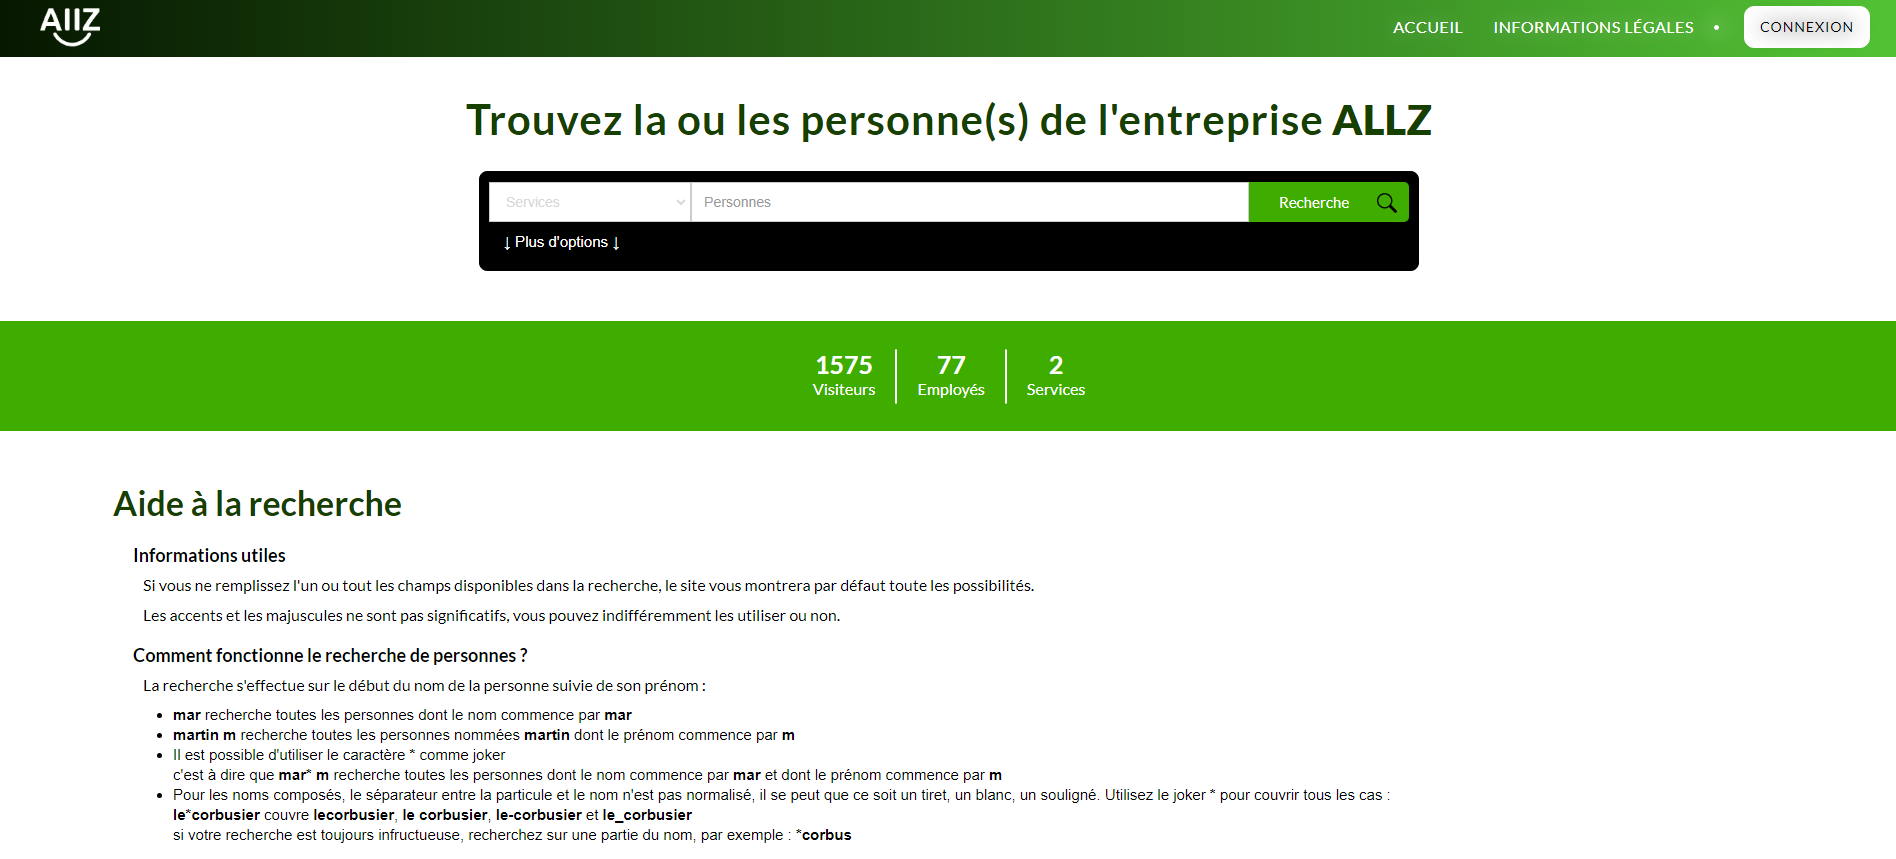 AllZ
ACCUEIL INFORMATIONS LÉGALES • CONNEXION
Trouvez la ou les personne(s) de l'entreprise ALLZ
Services Personnes Recherche
↓ Plus d'options ↓
1575 77 2
Visiteurs Employés Services
Aide à la recherche
Informations utiles
Si vous ne remplissez l'un ou tout les champs disponibles dans la recherche, le site vous montrera par défaut toute les possibilités.
Les accents et les majuscules ne sont pas significatifs, vous pouvez indifféremment les utiliser ou non.
Comment fonctionne le recherche de personnes ?
La recherche s'effectue sur le début du nom de la personne suivie de son prénom :
• mar recherche toutes les personnes dont le nom commence par mar
• martin m recherche toutes les personnes nommées martin dont le prénom commence par m
• Il est possible d'utiliser le caractère * comme joker
c'est à dire que mar* m recherche toutes les personnes dont le nom commence par mar et dont le prénom commence par m
• Pour les noms composés, le séparateur entre la particule et le nom n'est pas normalisé, il se peut que ce soit un tiret, un blanc, un souligné. Utilisez le joker * pour couvrir tous les cas :
le*corbusier couvre lecorbusier, le corbusier, le-corbusier et le_corbusier
si votre recherche est toujours infructueuse, recherchez sur une partie du nom, par exemple : *corbus